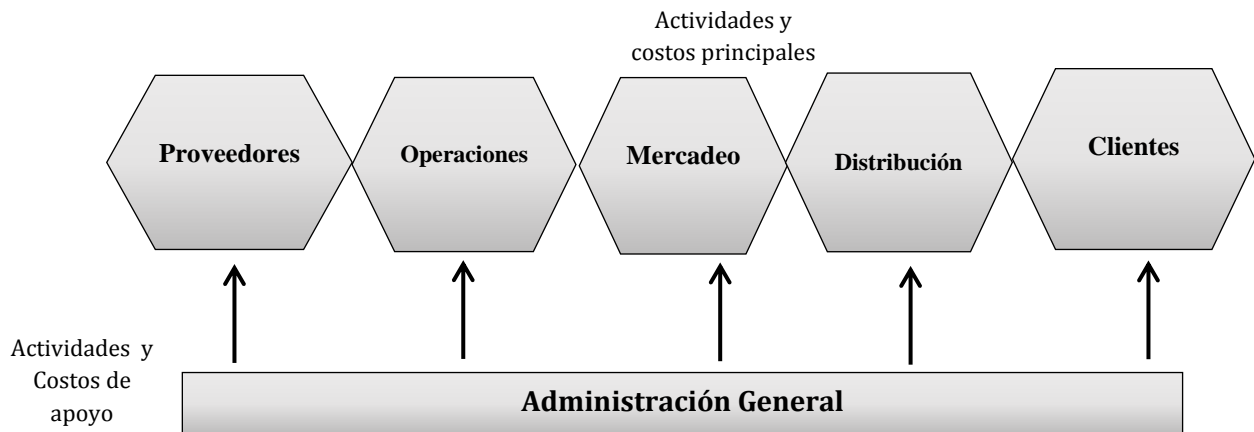 Actividades y
costos principales
Proveedores
Operaciones
Mercadeo
Distribución
Clientes
Actividades y
Costos de
apoyo
Administración General